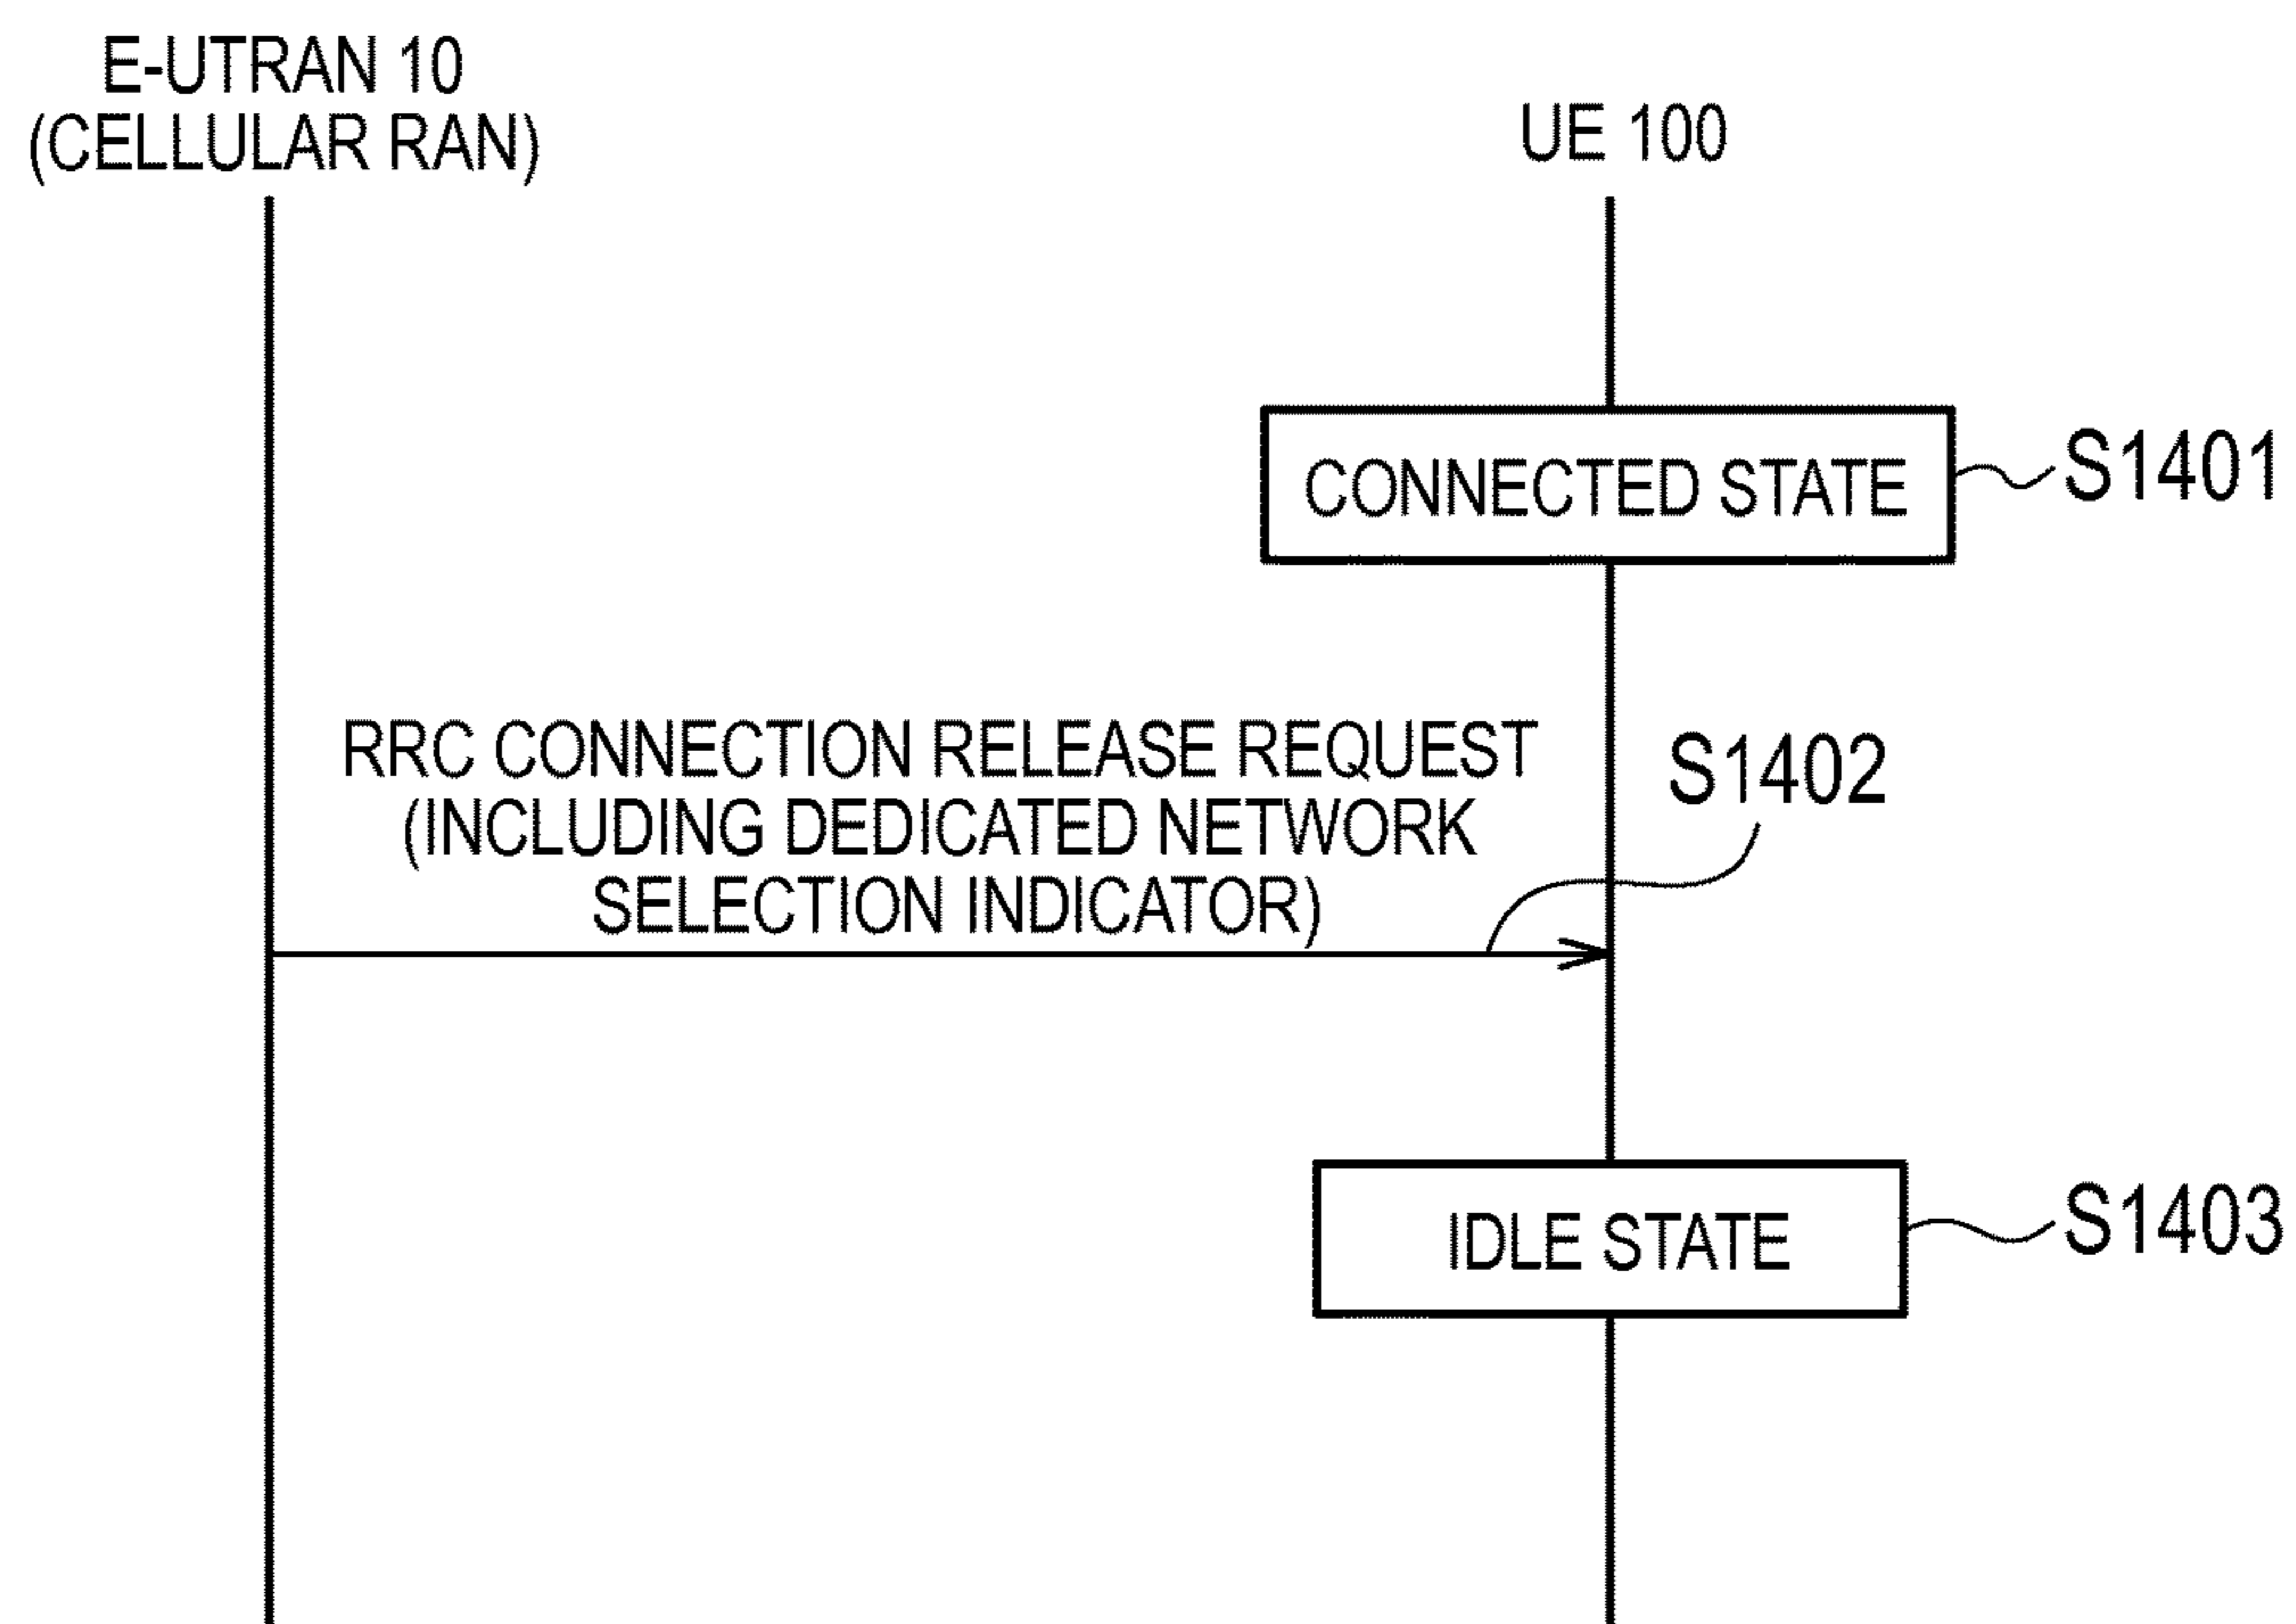 E-UTRAN 10
(CELLULAR RAN)
UE 100
CONNECTED STATE
S1401
RRC CONNECTION RELEASE REQUEST
(INCLUDING DEDICATED NETWORK
SELECTION INDICATOR)
S1402
IDLE STATE
S1403